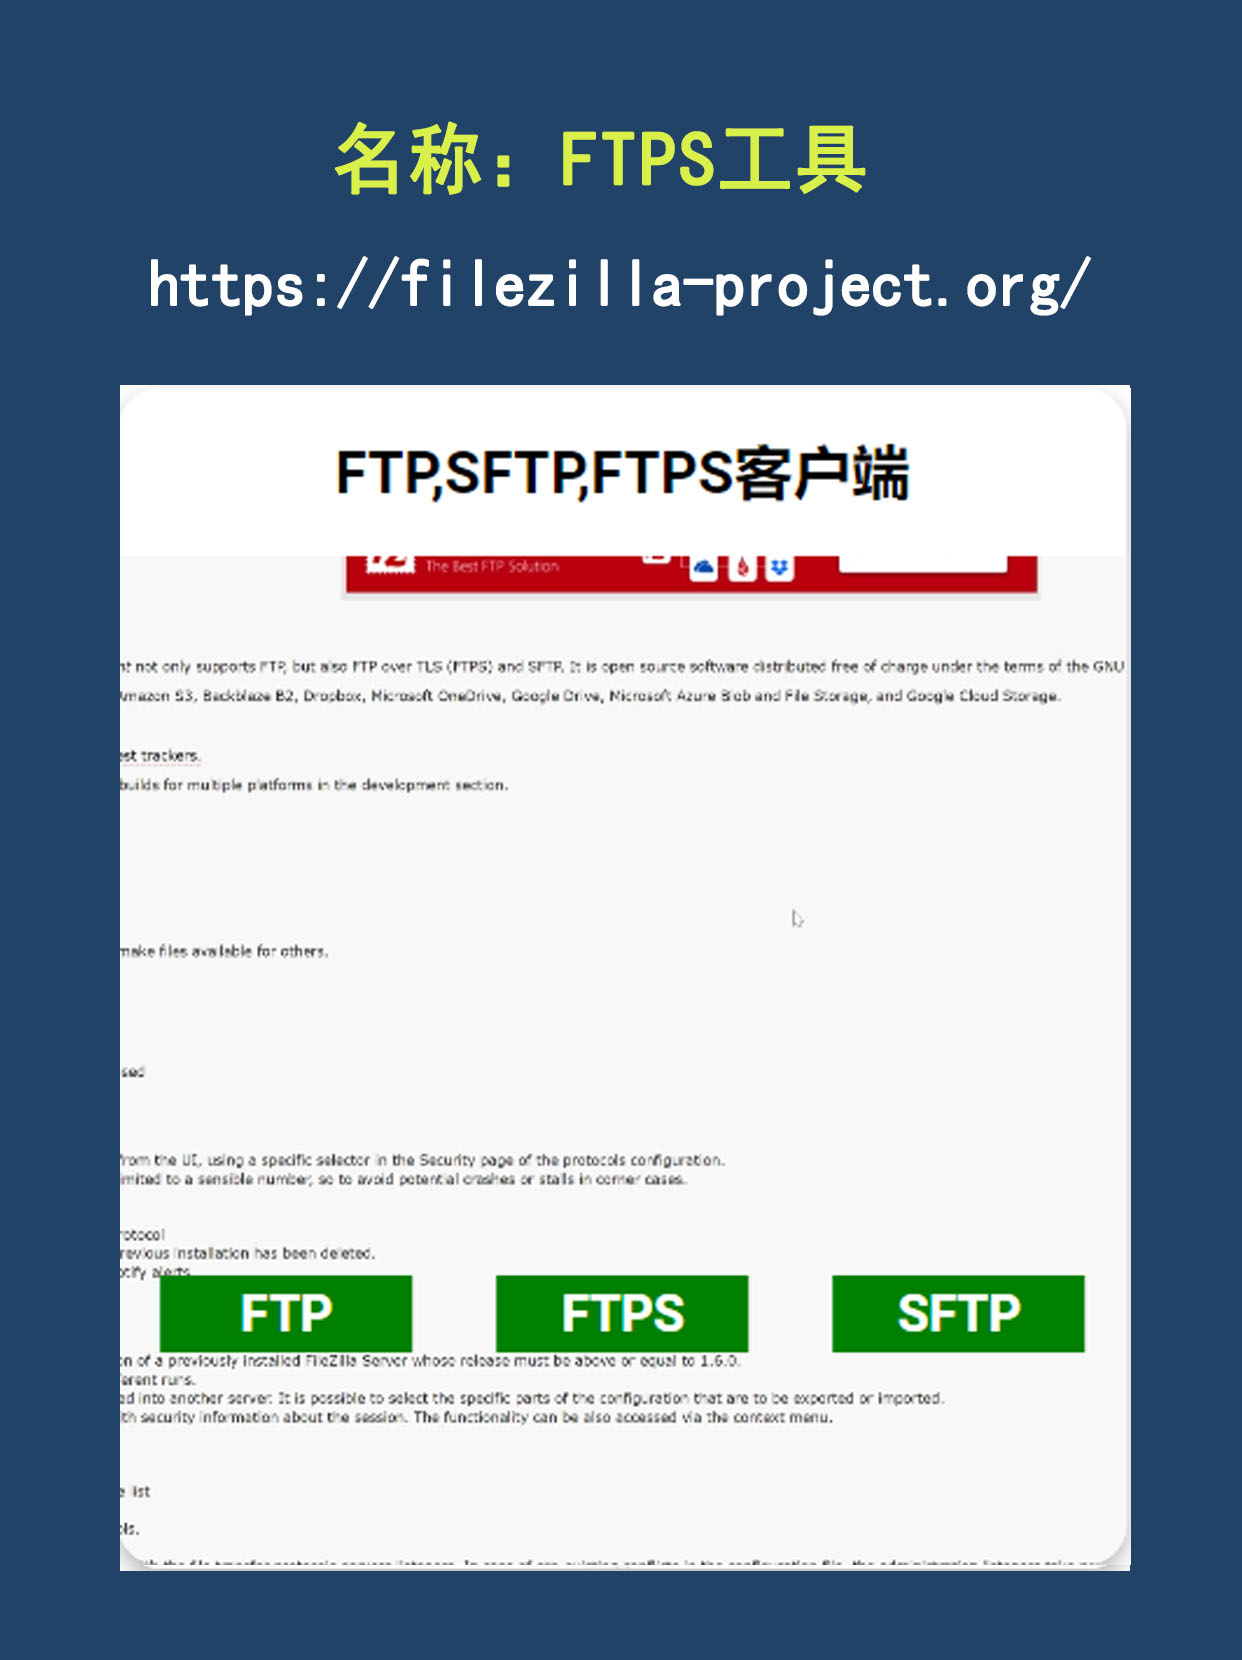 名称：FTPS工具
https://filezilla-project.org/
FTP,SFTP,FTPS客户端
The Best FTP Solution
not only supports FTP, but also FTP over TLS (FTPS) and SFTP. It is open source software distributed free of charge under the terms of the GNU
Amazon S3, Backblaze B2, Dropbox, Microsoft OneDrive, Google Drive, Microsoft Azure Blob and File Storage, and Google Cloud Storage.
est trackers.
builds for multiple platforms in the development section.
make files available for others.
sed
from the UI, using a specific selector in the Security page of the protocols configuration.
imited to a sensible number, so to avoid potential crashes or stalls in corner cases.
rotocol
revious installation has been deleted.
otify alerts
FTP FTPS SFTP
on of a previously installed FileZilla Server whose release must be above or equal to 1.6.0.
ferent runs.
ed into another server. It is possible to select the specific parts of the configuration that are to be exported or imported.
th security information about the session. The functionality can be also accessed via the context menu.
list
ols.